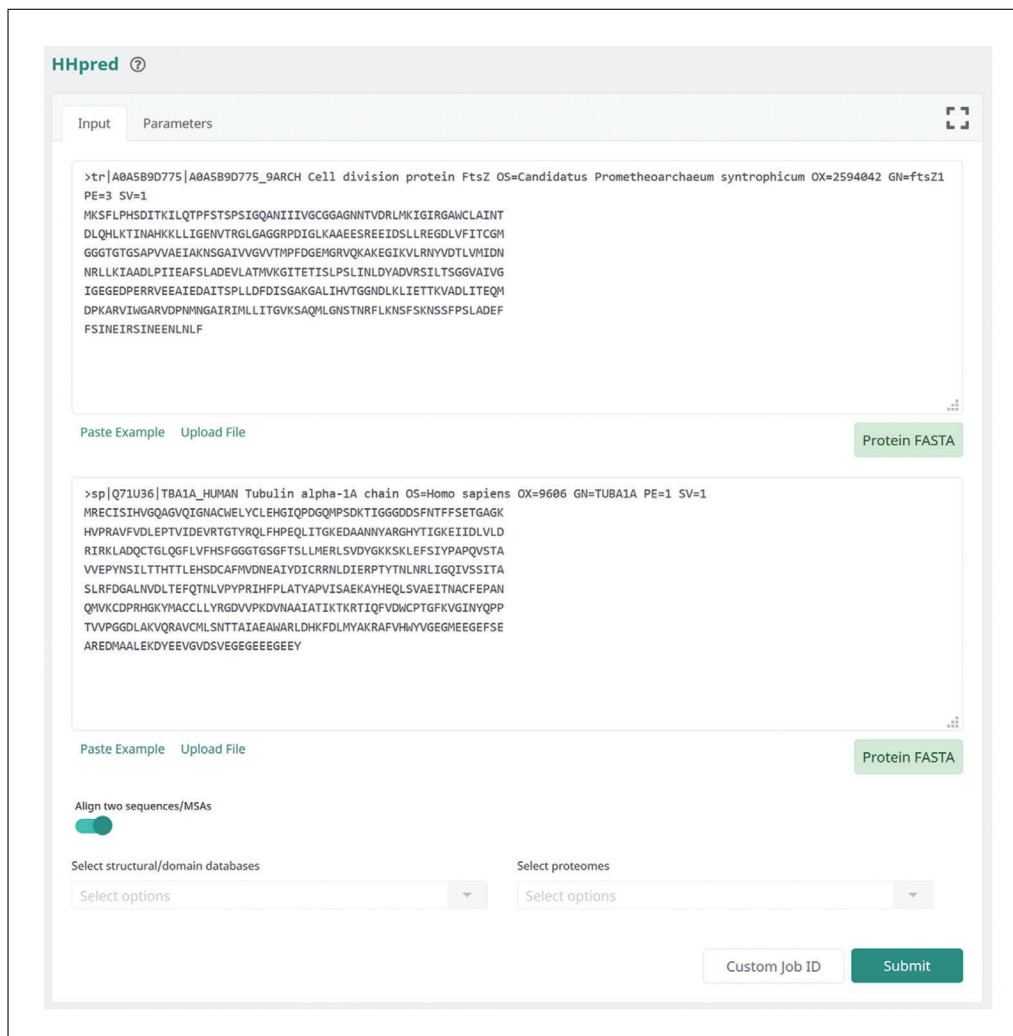 HHpred ?
Input Parameters
>tr|A0A5B9D775|A0A5B9D775_9ARCH Cell division protein FtsZ OS=Candidatus Prometheoarchaeum syntrophicum OX=2594042 GN=ftsZ1
PE=3 SV=1
MKSFLPHSDITKILQTPFSTSPSIGQANIIIVGCGGAGNNTVDRLMKIGIRGAWCLAINT
DLQHLKTINAHKKLLIGENVTRGLGAGGRPDIGLKAAEESREEIDSLLREGDLVFITCGM
GGGTGTGSAPVVAEIAKNSGAIVVGVVTMPFDGEMGRVQKAKEGIKVLRNYVDTLVMIDN
NRLLKIAADLPIIEAFSLADEVLATMVKGITETISLPSLINLDYADVRSILTSGGVAIVG
IGEGEDPERRVEEAIEDAITSPLLDFDISGAKGALIHVTGGNDLKLIETTKVADLITEQM
DPKARVIWGARVDPNMNGAIRIMLLITGVKSAQMLGNSTNRFLKNSFSKNSSFPSLADEF
FSINEIRSINEENLNLF
Paste Example Upload File
Protein FASTA
>sp|Q71U36|TBA1A_HUMAN Tubulin alpha-1A chain OS=Homo sapiens OX=9606 GN=TUBA1A PE=1 SV=1
MRECISIHVGQAGVQIGNACWELYCLEHGIQPDGQMPSDKTIGGGDDSFNTFFSETGAGK
HVPRAVFVDLEPTVIDEVRTGTYRQLFHPEQLITGKEDAANNYARGHYTIGKEIIDLVLD
RIRKLADQCTGLQGFLVFHSFGGGTGSGFTSLLMERLSVDYGKKSKLEFSIYPAPQVSTA
VVEPYNSILTTHTTLEHSDCAFMVDNEAIYDICRRNLDIERPTYTNLNRLIGQIVSSITA
SLRFDGALNVDLTEFQTNLVPYPRIHFPLATYAPVISAEKAYHEQLSVAEITNACFEPAN
QMVKCDPRHGKYMACCLLYRGDVVPKDVNAAIATIKTKRTIQFVDWCPTGFKVGINYQPP
TVVPGGDLAKVQRAVCMLSNTTAIAEAWARLDHKFDLMYAKRAFVHWYVGEGMEEGEFSE
AREDMAALEKDYEEVGVDSVEGEGEEEGEEY
Paste Example Upload File
Protein FASTA
Align two sequences/MSAs
Select structural/domain databases Select proteomes
Select options Select options
Custom Job ID Submit